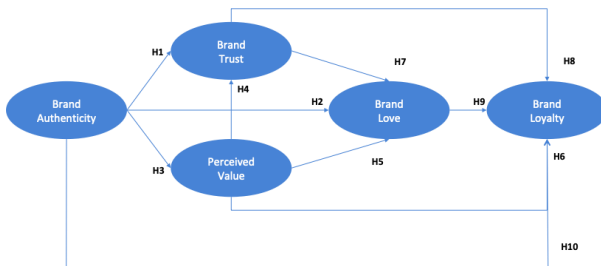 Brand
Trust
H1
H7
H8
H4
Brand
Authenticity
H2
Brand
Love
H9
Brand
Loyalty
H3
Perceived
Value
H5
H6
H10